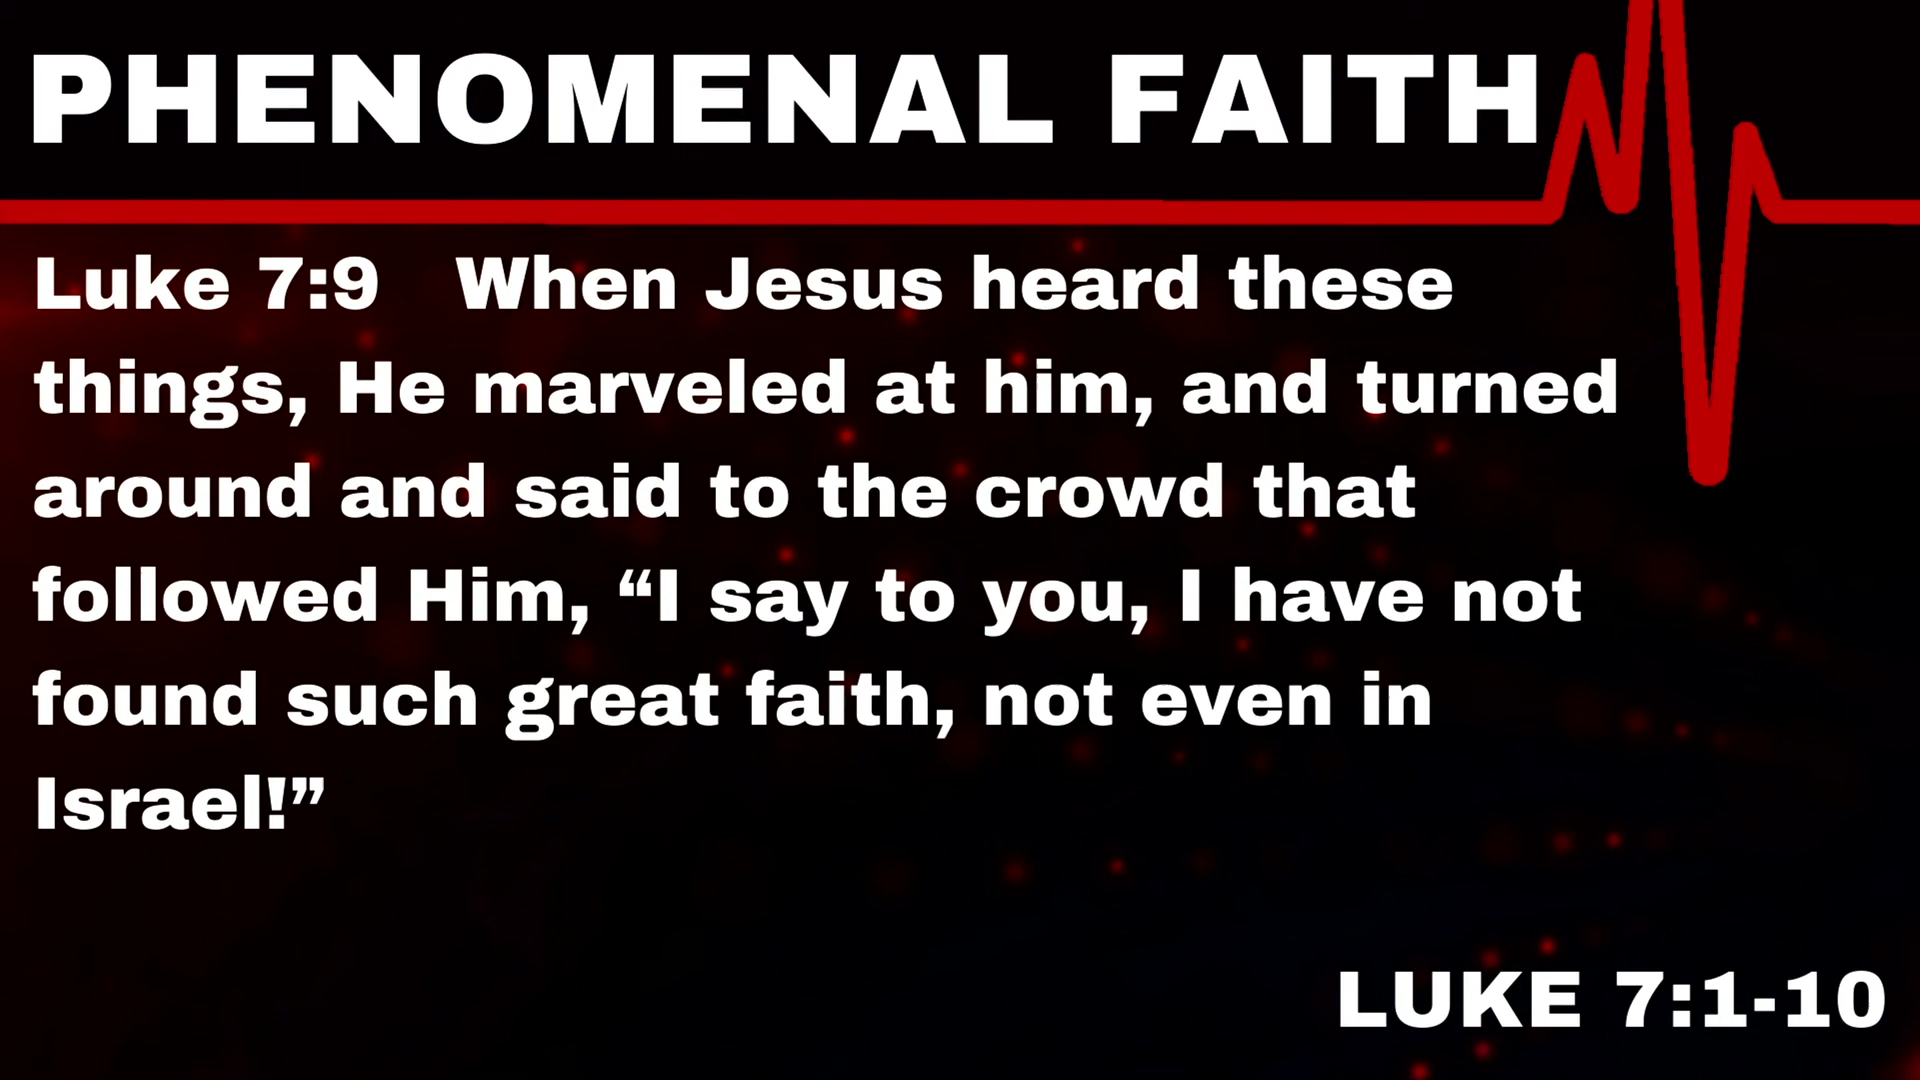 PHENOMENAL FAITH
Luke 7:9 When Jesus heard these
things, He marveled at him, and turned
around and said to the crowd that
followed Him, “I say to you, I have not
found such great faith, not even in
Israel!”
LUKE 7:1-10